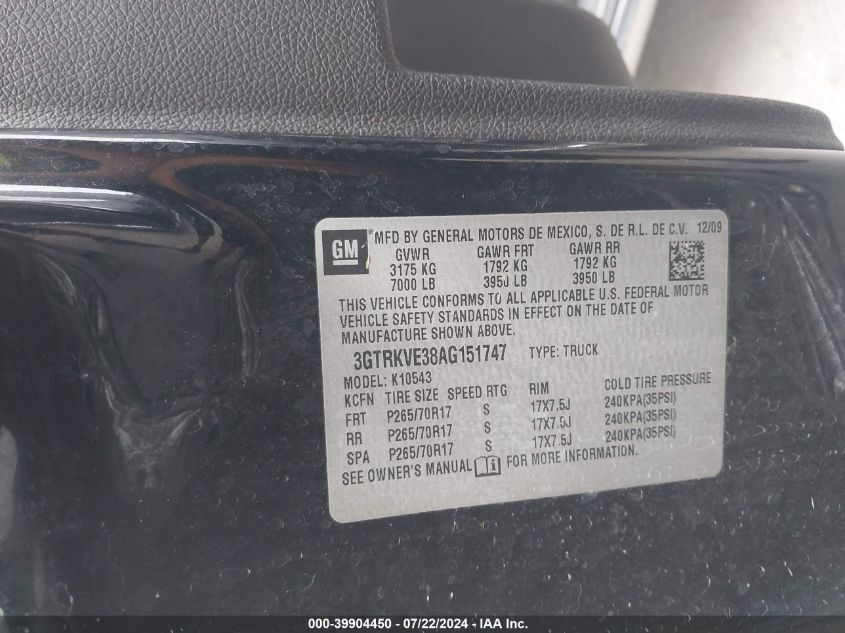 GM
*MFD BY GENERAL MOTORS DE MEXICO, S. DE R.L. DE C.V. 12/09
GVWR GAWR FRT GAWR RR
3175 KG 1792 KG 1792 KG
7000 LB 3950 LB 3950 LB
THIS VEHICLE CONFORMS TO ALL APPLICABLE U.S. FEDERAL MOTOR
VEHICLE SAFETY STANDARDS IN EFFECT ON THE DATE OF
MANUFACTURE SHOWN ABOVE.
3GTRKVE38AG151747 TYPE: TRUCK
MODEL: K10543
KCFN TIRE SIZE SPEED RTG RIM COLD TIRE PRESSURE
FRT P265/70R17 S 17X7.5J 240KPA(35PSI)
RR P265/70R17 S 17X7.5J 240KPA(35PSI)
SPA P265/70R17 S 17X7.5J 240KPA(35PSI)
SEE OWNER'S MANUAL FOR MORE INFORMATION.
000-39904450 - 07/22/2024 - IAA Inc.